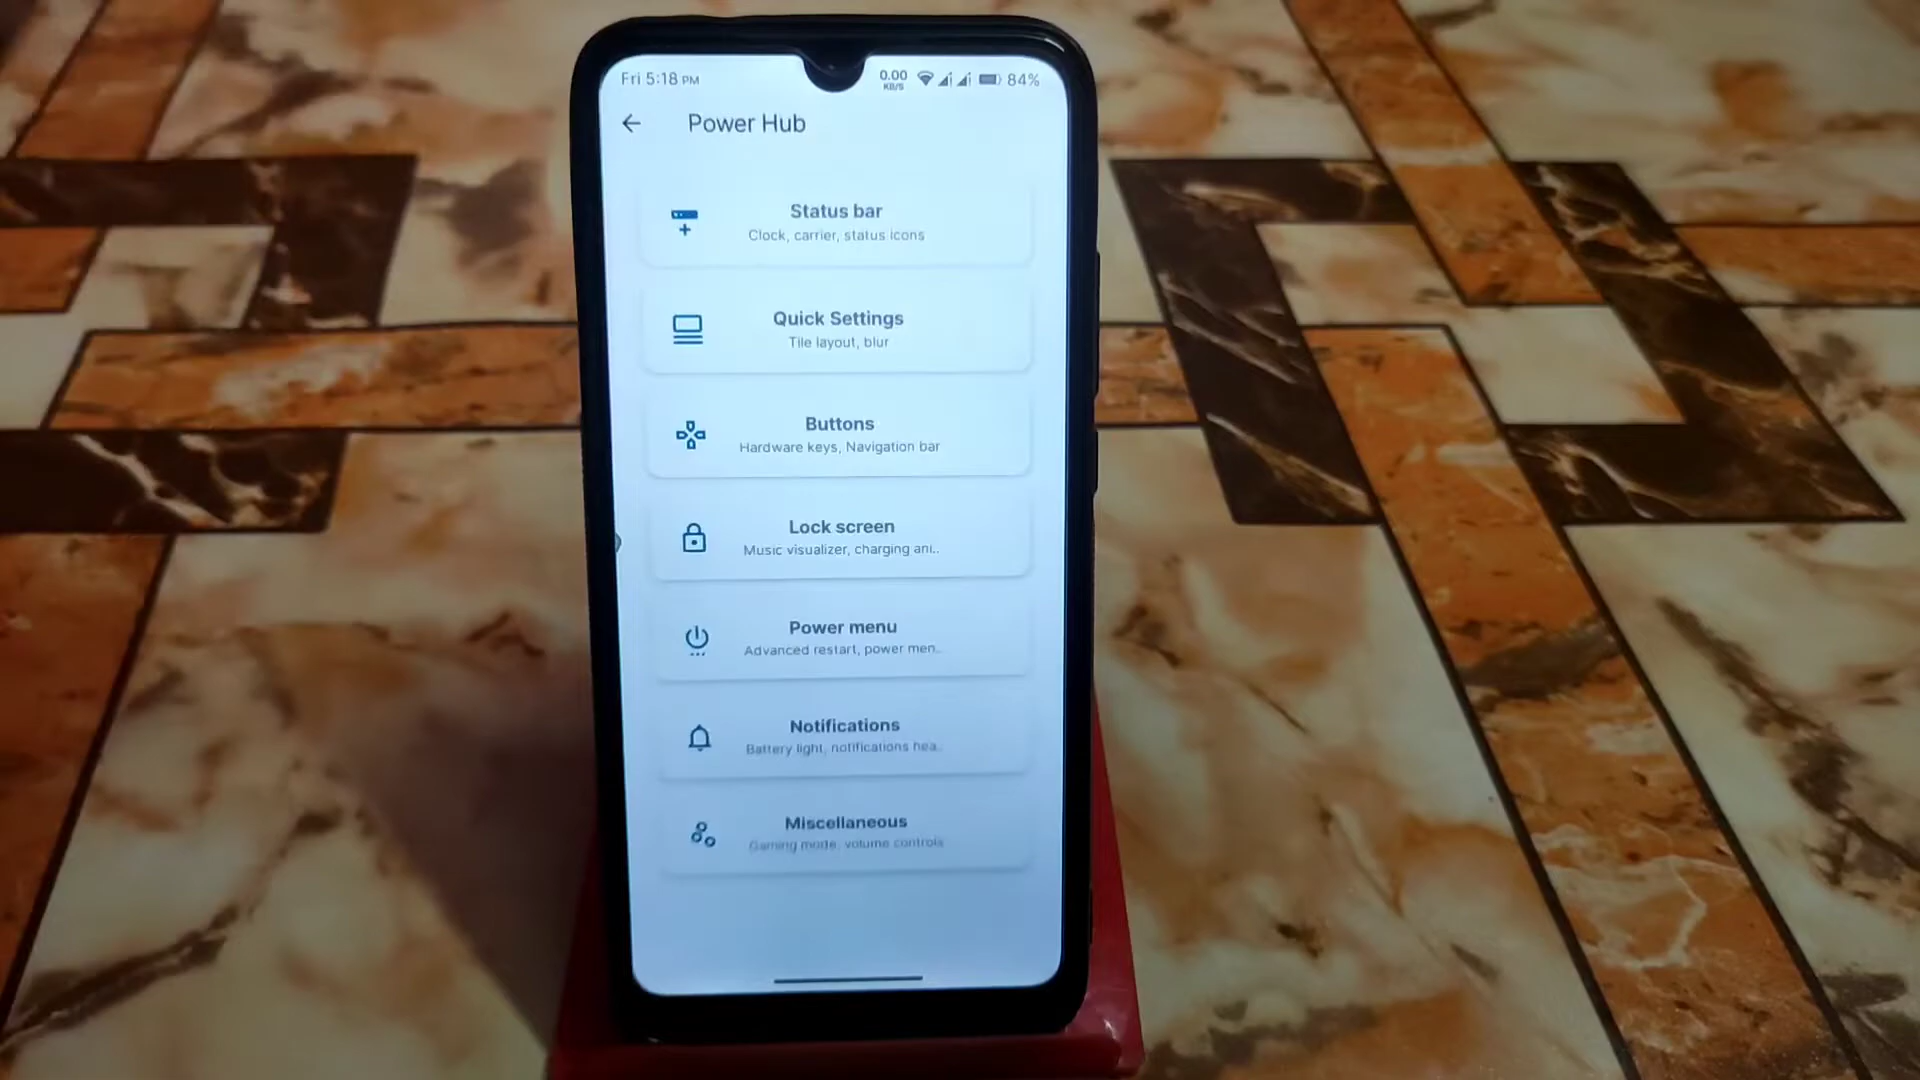 Fri 5:18 PM
0.00 KB/S
84%
Power Hub
Status bar
Clock, carrier, status icons
Quick Settings
Tile layout, blur
Buttons
Hardware keys, Navigation bar
Lock screen
Music visualizer, charging ani..
Power menu
Advanced restart, power men..
Notifications
Battery light, notifications hea..
Miscellaneous
Gaming mode, volume controls